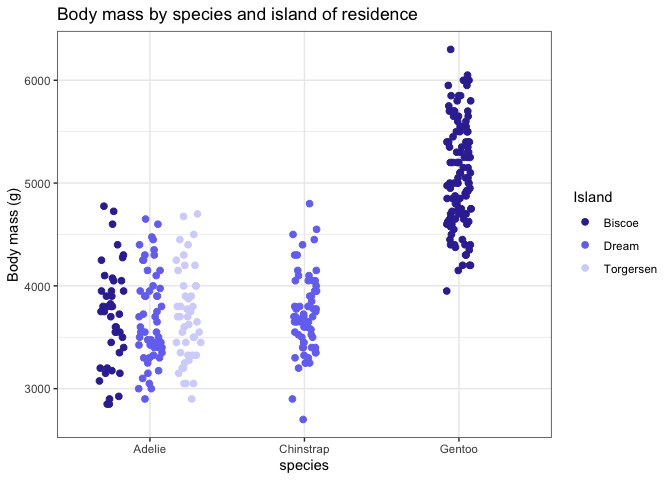 Body mass by species and island of residence
6000
5000
4000
3000
Body mass (g)
Adelie
Chinstrap
Gentoo
species
Island
Biscoe
Dream
Torgersen